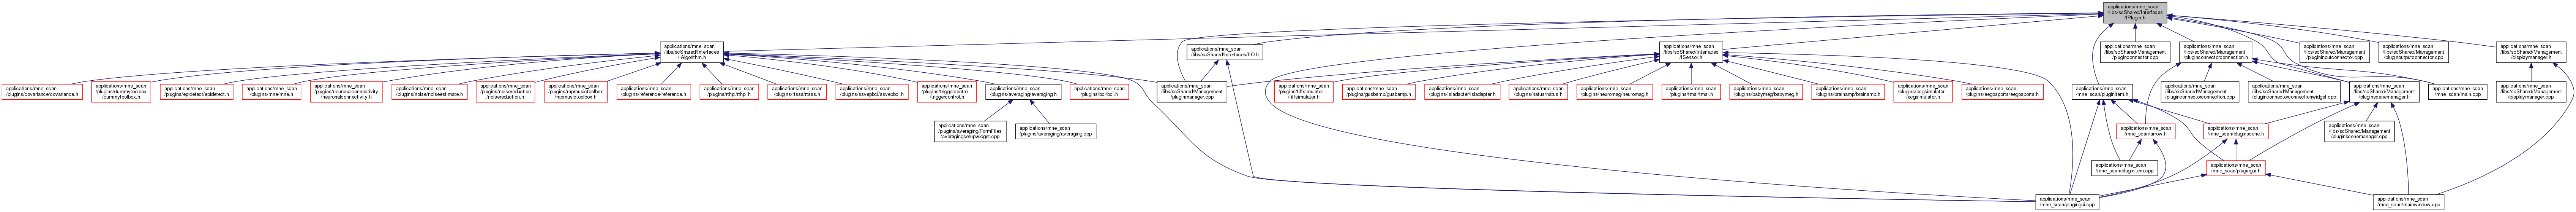 applications/mne_scan
/libs/scShared/Interfaces
/IPlugin.h
applications/mne_scan
/libs/scShared/Interfaces
/IAlgorithm.h
applications/mne_scan
/libs/scShared/Interfaces/IIO.h
applications/mne_scan
/libs/scShared/Interfaces
/ISensor.h
applications/mne_scan
/libs/scShared/Management
/pluginconnector.cpp
applications/mne_scan
/libs/scShared/Management
/pluginconnectorconnection.h
applications/mne_scan
/libs/scShared/Management
/plugininputconnector.cpp
applications/mne_scan
/libs/scShared/Management
/pluginoutputconnector.cpp
applications/mne_scan
/libs/scShared/Management
/displaymanager.h
applications/mne_scan
/plugins/covariance/covariance.h
applications/mne_scan
/plugins/dummytoolbox
/dummytoolbox.h
applications/mne_scan
/plugins/epidetect/epidetect.h
applications/mne_scan
/plugins/mne/mne.h
applications/mne_scan
/plugins/neuronalconnectivity
/neuronalconnectivity.h
applications/mne_scan
/plugins/noise/noiseestimate.h
applications/mne_scan
/plugins/noisereduction
/noisereduction.h
applications/mne_scan
/plugins/rapmusictoolbox
/rapmusictoolbox.h
applications/mne_scan
/plugins/reference/reference.h
applications/mne_scan
/plugins/rthpi/rthpi.h
applications/mne_scan
/plugins/rtsss/rtsss.h
applications/mne_scan
/plugins/ssvepbci/ssvepbci.h
applications/mne_scan
/plugins/triggercontrol
/triggercontrol.h
applications/mne_scan
/plugins/averaging/averaging.h
applications/mne_scan
/plugins/bci/bci.h
applications/mne_scan
/libs/scShared/Management
/pluginmanager.cpp
applications/mne_scan
/plugins/fiffsimulator
/fiffsimulator.h
applications/mne_scan
/plugins/gusbamp/gusbamp.h
applications/mne_scan
/plugins/tsladapter/lsladapter.h
applications/mne_scan
/plugins/natus/natus.h
applications/mne_scan
/plugins/neuromag/neuromag.h
applications/mne_scan
/plugins/tmsi/tmsi.h
applications/mne_scan
/plugins/babymeg/babymeg.h
applications/mne_scan
/plugins/brainamp/brainamp.h
applications/mne_scan
/plugins/ecgsimulator
/ecgsimulator.h
applications/mne_scan
/plugins/eegosports/eegosports.h
applications/mne_scan
/mne_scan/pluginitem.h
applications/mne_scan
/libs/scShared/Management
/pluginconnectorconnection.cpp
applications/mne_scan
/libs/scShared/Management
/pluginconnectorconnectionwidget.cpp
applications/mne_scan
/libs/scShared/Management
/pluginscenemanager.h
applications/mne_scan
/mne_scan/main.cpp
applications/mne_scan
/libs/scShared/Management
/displaymanager.cpp
applications/mne_scan
/plugins/averaging/FormFiles
/averagingsetupwidget.cpp
applications/mne_scan
/plugins/averaging/averaging.cpp
applications/mne_scan
/mne_scan/arrow.h
applications/mne_scan
/mne_scan/pluginscene.h
applications/mne_scan
/libs/scShared/Management
/pluginscenemanager.cpp
applications/mne_scan
/mne_scan/pluginitem.cpp
applications/mne_scan
/mne_scan/plugingui.h
applications/mne_scan
/mne_scan/plugingui.cpp
applications/mne_scan
/mne_scan/mainwindow.cpp